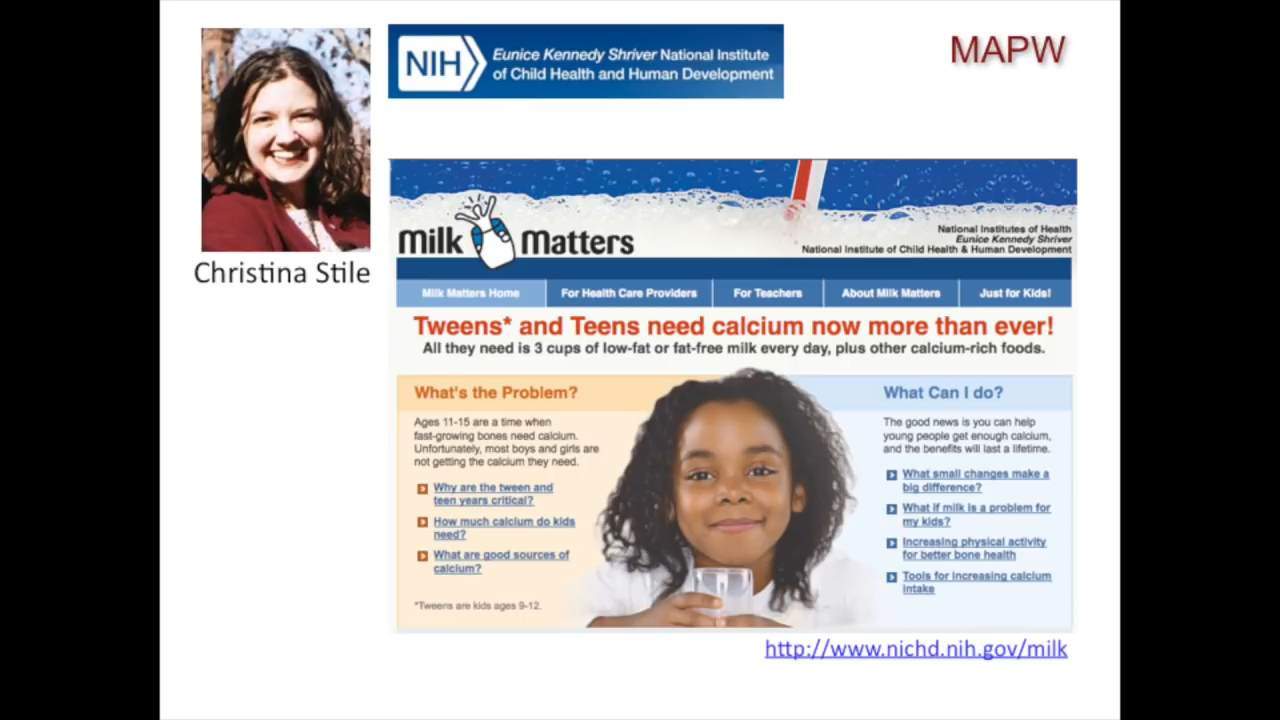 NIH
Eunice Kennedy Shriver National Institute
of Child Health and Human Development
MAPW
Christina Stile
Milk Matters
National Institutes of Health
Eunice Kennedy Shriver
National Institute of Child Health & Human Development
Milk Matters Home
For Health Care Providers
For Teachers
About Milk Matters
Just for Kids!
Tweens* and Teens need calcium now more than ever!
All they need is 3 cups of low-fat or fat-free milk every day, plus other calcium-rich foods.
What's the Problem?
Ages 11-15 are a time when
fast-growing bones need calcium.
Unfortunately, most boys and girls are
not getting the calcium they need.
Why are the tween and
teen years critical?
How much calcium do kids
need?
What are good sources of
calcium?
*Tweens are kids ages 9-12.
What Can I do?
The good news is you can help
young people get enough calcium,
and the benefits will last a lifetime.
What small changes make a
big difference?
What if milk is a problem for
my kids?
Increasing physical activity
for better bone health
Tools for increasing calcium
intake
http://www.nichd.nih.gov/milk